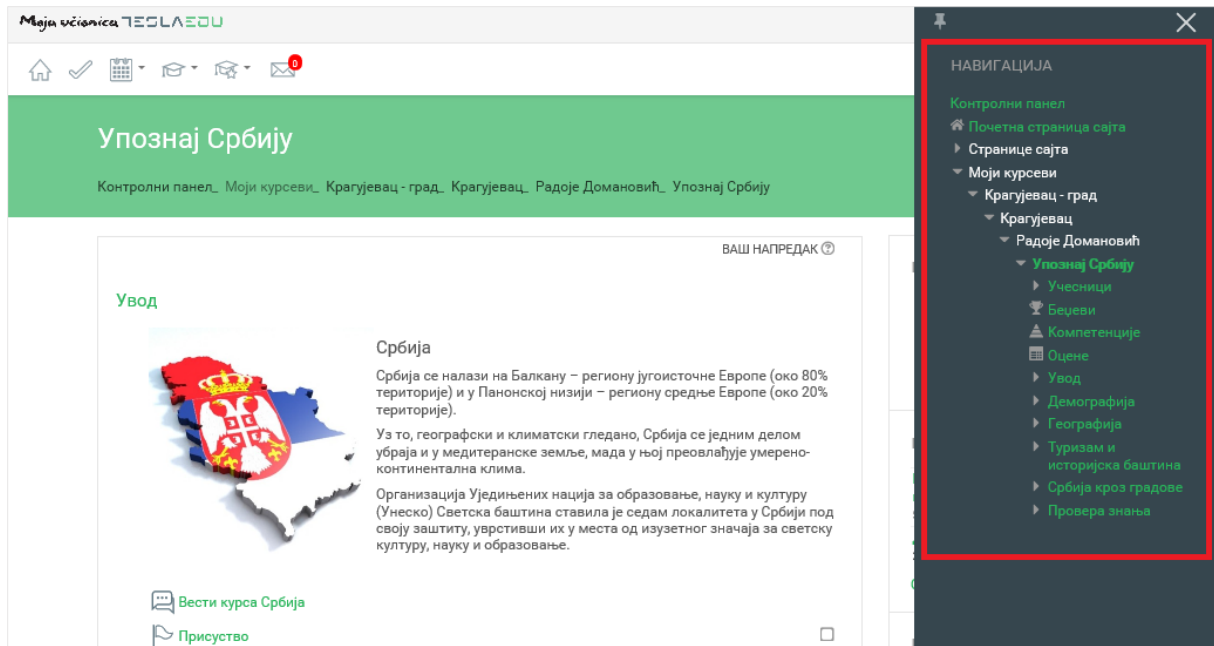 Moja učionica TESLAEDU
0
Упознај Србију
Контролни панел_ Моји курсеви_ Крагујевац - град_ Крагујевац_ Радоје Домановић_ Упознај Србију
ВАШ НАПРЕДАК
Увод
Србија
Србија се налази на Балкану – региону југоисточне Европе (око 80%
територије) и у Панонској низији – региону средње Европе (око 20%
територије).
Уз то, географски и климатски гледано, Србија се једним делом
убраја и у медитеранске земље, мада у њој преовлађује умерено-
континентална клима.
Организација Уједињених нација за образовање, науку и културу
(Унеско) Светска баштина ставила је седам локалитета у Србији под
своју заштиту, уврстивши их у места од изузетног значаја за светску
културу, науку и образовање.
Вести курса Србија
Присуство
НАВИГАЦИЈА
Контролни панел
Почетна страница сајта
Странице сајта
Моји курсеви
Крагујевац - град
Крагујевац
Радоје Домановић
Упознај Србију
Учесници
Беџеви
Компетенције
Оцене
Увод
Демографија
Географија
Туризам и
историјска баштина
Србија кроз градове
Провера знања